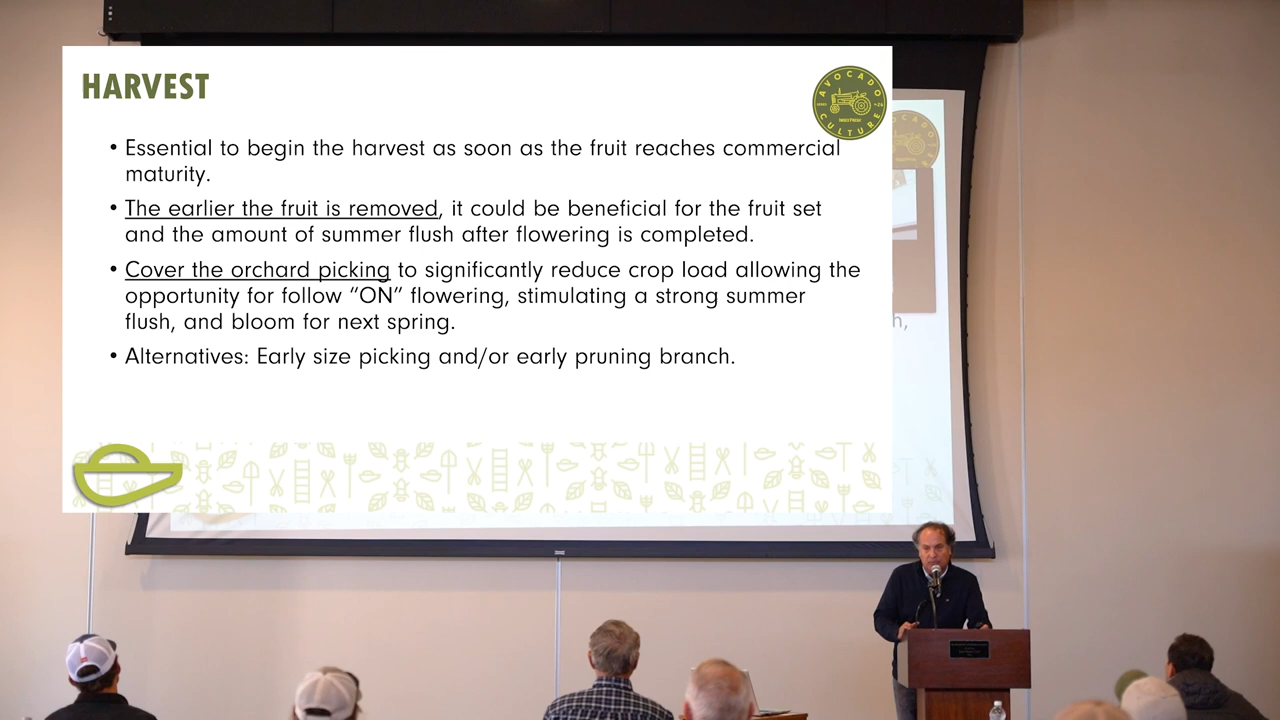 HARVEST
AVOCADO
CULTURE
• Essential to begin the harvest as soon as the fruit reaches commercial
maturity.
• The earlier the fruit is removed, it could be beneficial for the fruit set
and the amount of summer flush after flowering is completed.
• Cover the orchard picking to significantly reduce crop load allowing the
opportunity for follow “ON” flowering, stimulating a strong summer
flush, and bloom for next spring.
• Alternatives: Early size picking and/or early pruning branch.
h,